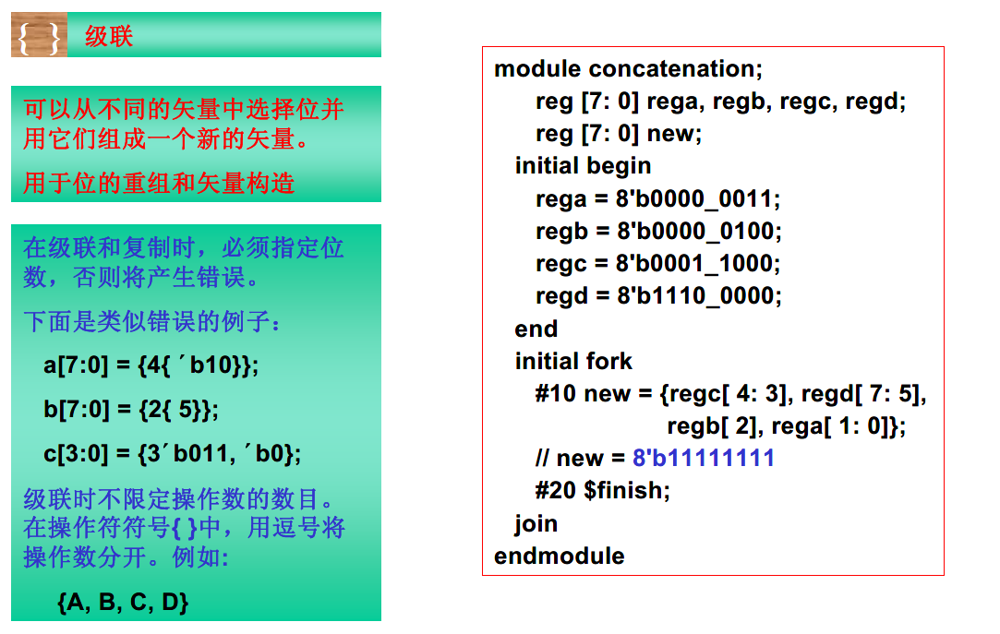 { } 级联
可以从不同的矢量中选择位并
用它们组成一个新的矢量。
用于位的重组和矢量构造
在级联和复制时，必须指定位
数，否则将产生错误。
下面是类似错误的例子：
a[7:0] = {4{ ´b10}};
b[7:0] = {2{ 5}};
c[3:0] = {3´b011, ´b0};
级联时不限定操作数的数目。
在操作符符号{ }中，用逗号将
操作数分开。例如:
{A, B, C, D}
module concatenation;
reg [7: 0] rega, regb, regc, regd;
reg [7: 0] new;
initial begin
rega = 8'b0000_0011;
regb = 8'b0000_0100;
regc = 8'b0001_1000;
regd = 8'b1110_0000;
end
initial fork
#10 new = {regc[ 4: 3], regd[ 7: 5],
regb[ 2], rega[ 1: 0]};
// new = 8'b11111111
#20 $finish;
join
endmodule